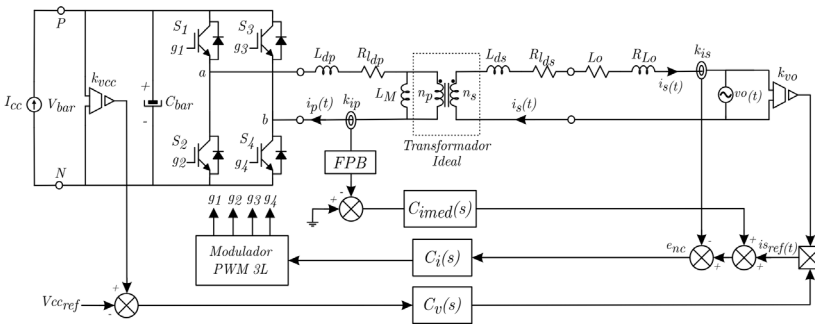 P
S1
S3
g1
g3
kvcc
Icc
Vbar
+
Cbar
-
a
b
Ldp
Rldp
LM
np
ns
Lds
Rlds
Lo
RLo
kis
is(t)
kvo
vo(t)
ip(t)
kip
is(t)
Transformador
Ideal
N
S2
S4
g2
g4
FPB
g1 g2 g3 g4
- +
Cimed(s)
Modulador
PWM 3L
Ci(s)
enc
-
+
+
+
isref(t)
Vccref
+
-
Cv(s)